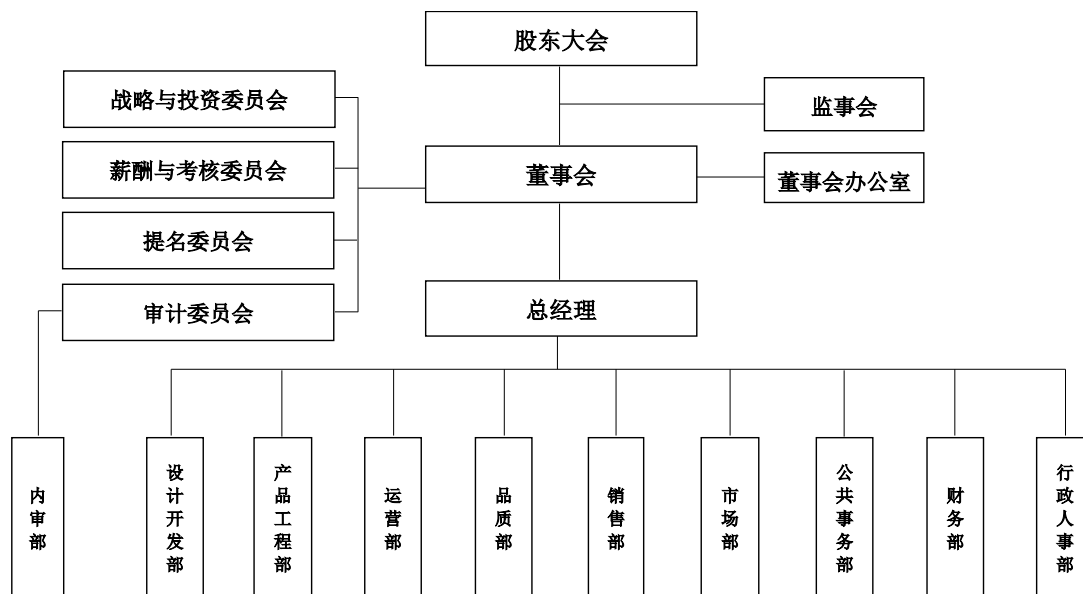 股东大会
战略与投资委员会
监事会
薪酬与考核委员会
董事会
董事会办公室
提名委员会
审计委员会
总经理
内审部
设计开发部
产品工程部
运营部
品质部
销售部
市场部
公共事务部
财务部
行政人事部